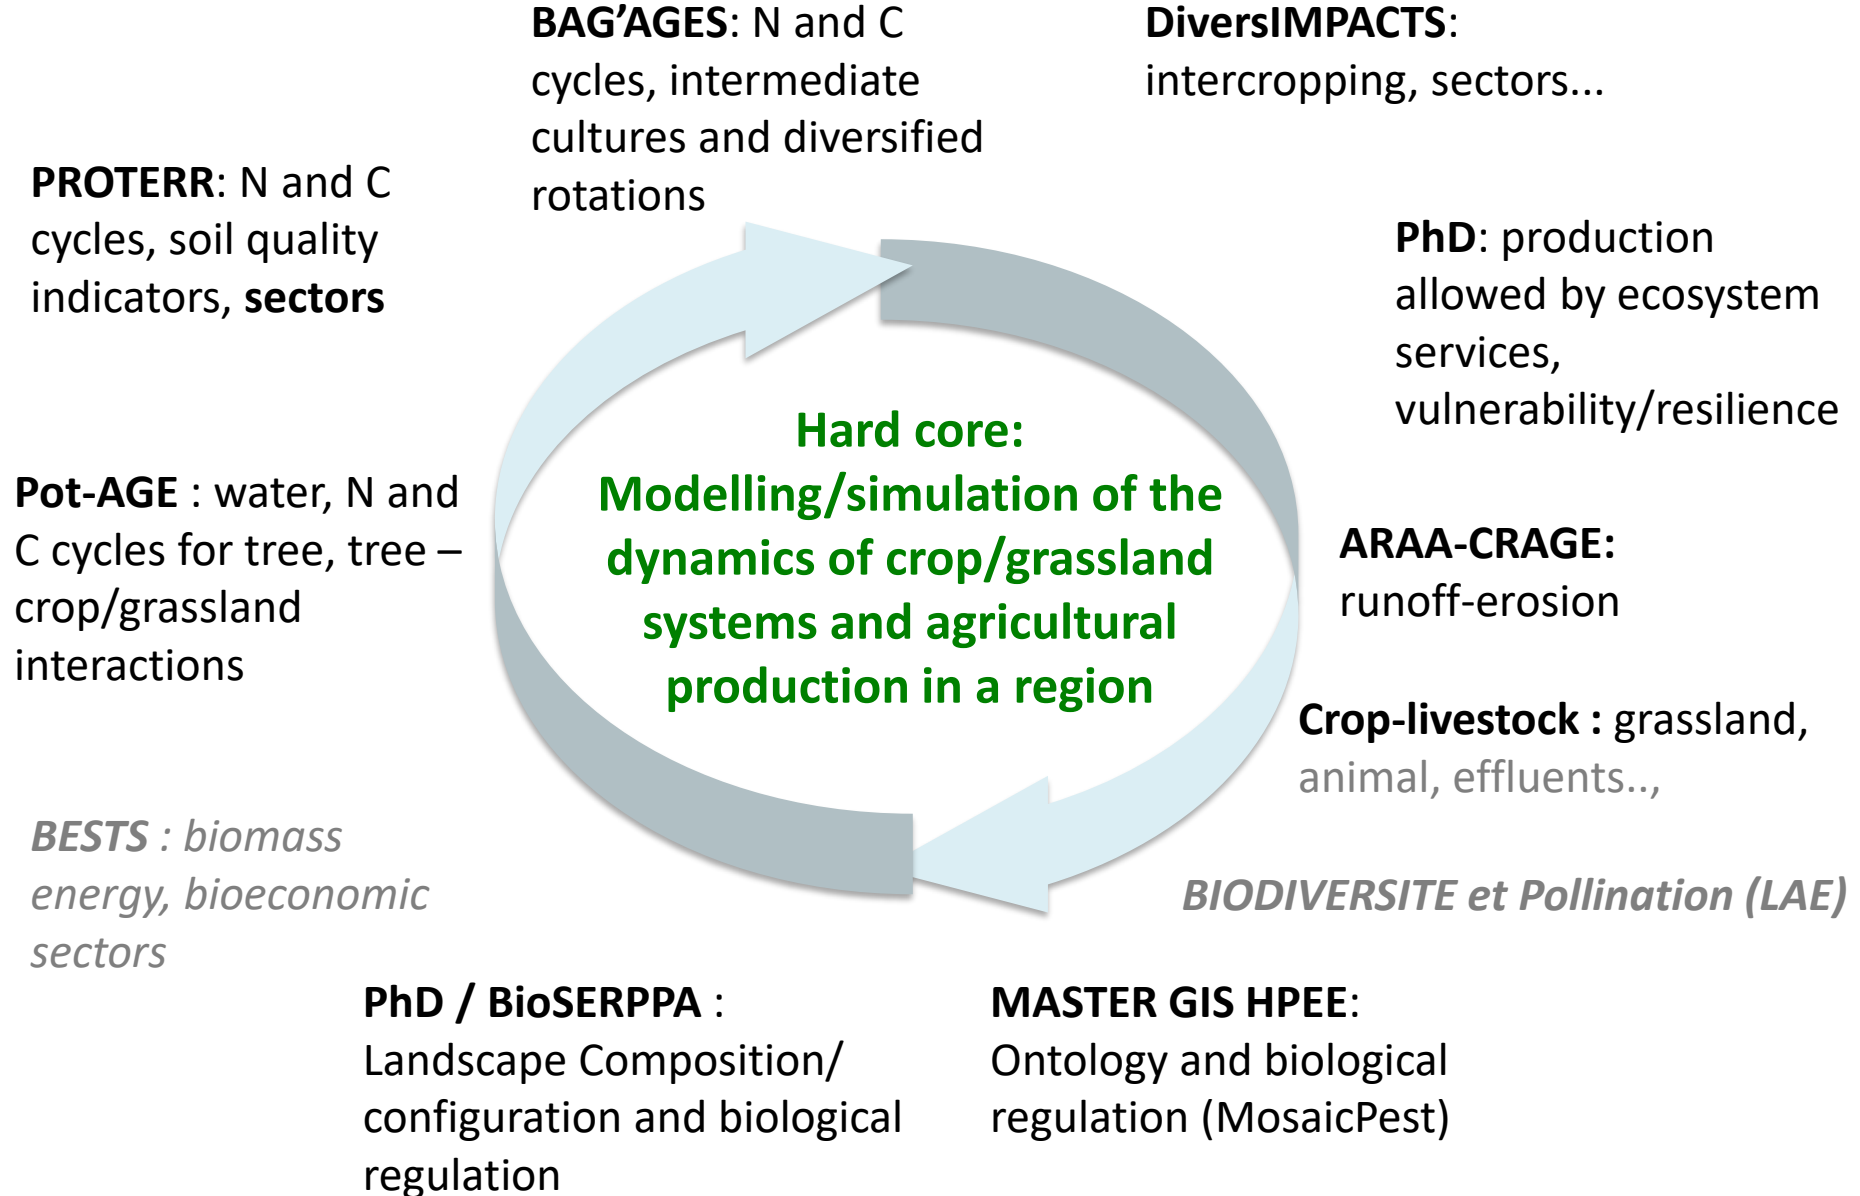 BAG’AGES: N and C
cycles, intermediate
cultures and diversified
rotations
DiversIMPACTS:
intercropping, sectors...
PROTERR: N and C
cycles, soil quality
indicators, sectors
PhD: production
allowed by ecosystem
services,
vulnerability/resilience
Hard core:
Modelling/simulation of the
dynamics of crop/grassland
systems and agricultural
production in a region
Pot-AGE : water, N and
C cycles for tree, tree –
crop/grassland
interactions
ARAA-CRAGE:
runoff-erosion
Crop-livestock : grassland,
animal, effluents..,
BESTS : biomass
energy, bioeconomic
sectors
BIODIVERSITE et Pollination (LAE)
PhD / BioSERPPA :
Landscape Composition/
configuration and biological
regulation
MASTER GIS HPEE:
Ontology and biological
regulation (MosaicPest)